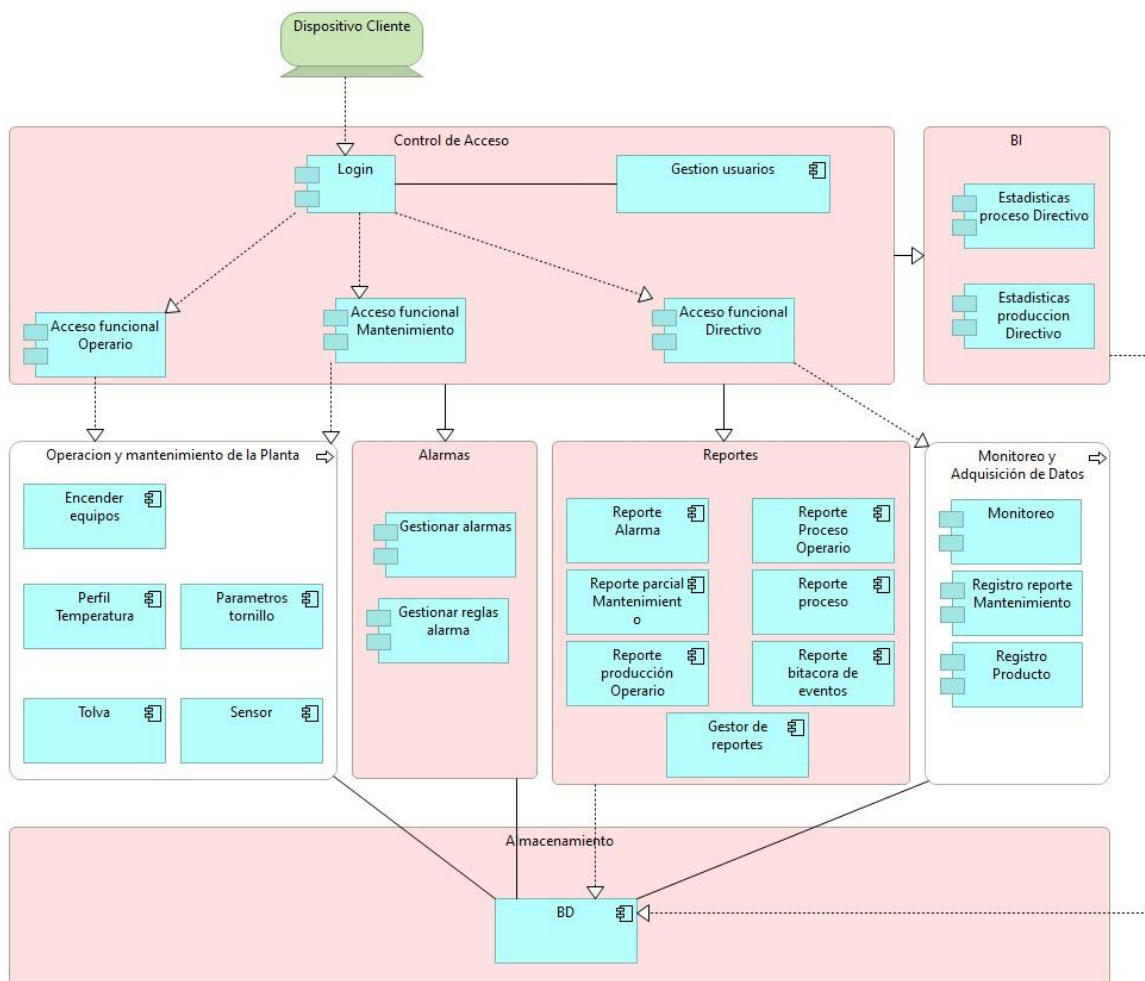 Dispositivo Cliente
Control de Acceso
BI
Login
Gestion usuarios
Estadisticas
proceso Directivo
Estadisticas
produccion
Directivo
Acceso funcional
Operario
Acceso funcional
Mantenimiento
Acceso funcional
Directivo
Operacion y mantenimiento de la Planta
Encender
equipos
Perfil
Temperatura
Parametros
tornillo
Tolva
Sensor
Alarmas
Gestionar alarmas
Gestionar reglas
alarma
Reportes
Reporte
Alarma
Reporte
Proceso
Operario
Reporte parcial
Mantenimient
o
Reporte
proceso
Reporte
producción
Operario
Reporte
bitacora de
eventos
Gestor de
reportes
Monitoreo y
Adquisición de Datos
Monitoreo
Registro reporte
Mantenimiento
Registro
Producto
Almacenamiento
BD